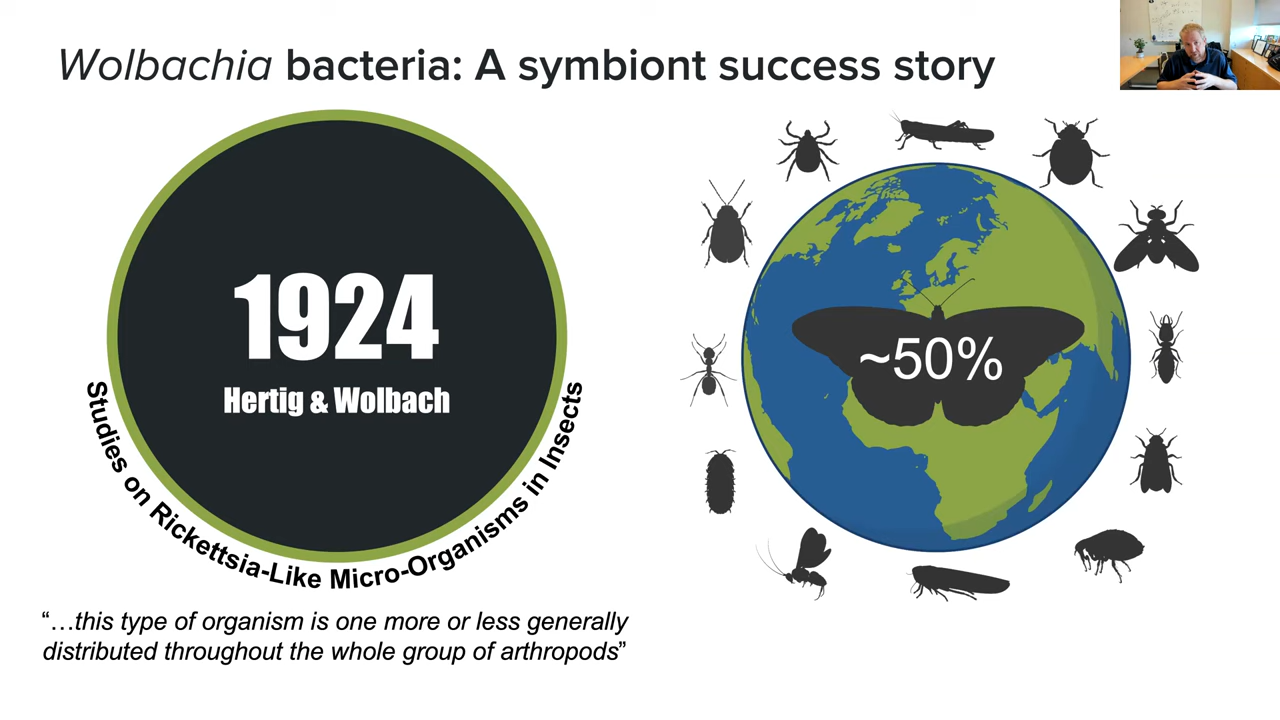 Wolbachia bacteria: A symbiont success story
1924
Hertig & Wolbach
Studies on Rickettsia-Like Micro-Organisms in Insects
“…this type of organism is one more or less generally
distributed throughout the whole group of arthropods”
~50%